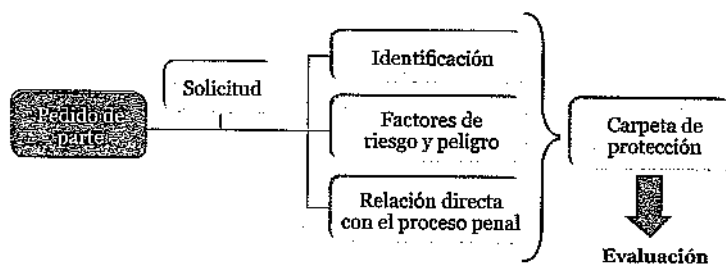 Pedido de
parte
Solicitud
Identificación
Factores de
riesgo y peligro
Relación directa
con el proceso penal
Carpeta de
protección
Evaluación